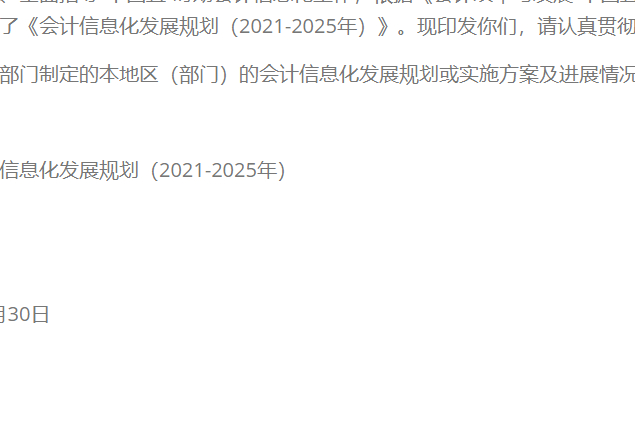 了《会计信息化发展规划（2021-2025年）》。现印发你们，请认真贯彻
部门制定的本地区（部门）的会计信息化发展规划或实施方案及进展情况
信息化发展规划（2021-2025年）
月30日